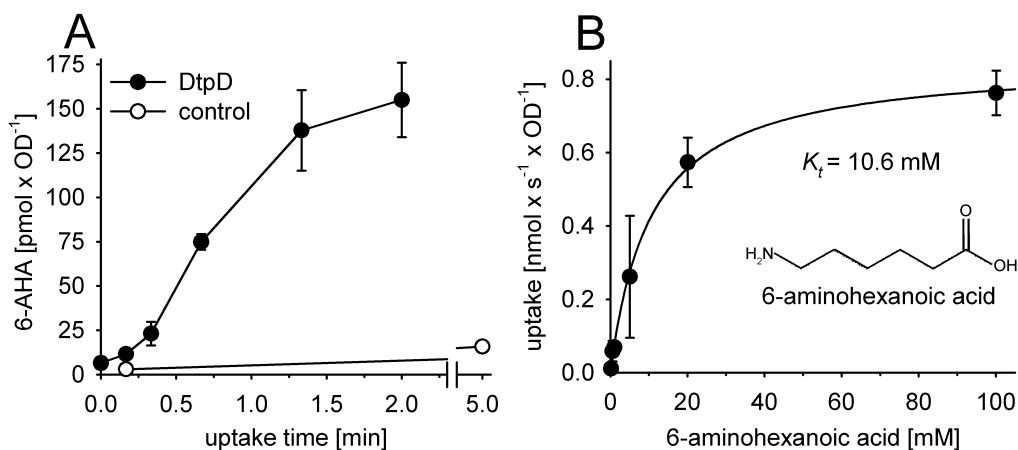 A
6-AHA [pmol x OD⁻¹]
175
150
125
100
75
50
25
0
DtpD
control
0.0 0.5 1.0 1.5 2.0 5.0
uptake time [min]
B
uptake [nmol x s⁻¹ x OD⁻¹]
0.8
0.6
0.4
0.2
0.0
Kt = 10.6 mM
O
H2N
OH
6-aminohexanoic acid
0 20 40 60 80 100
6-aminohexanoic acid [mM]